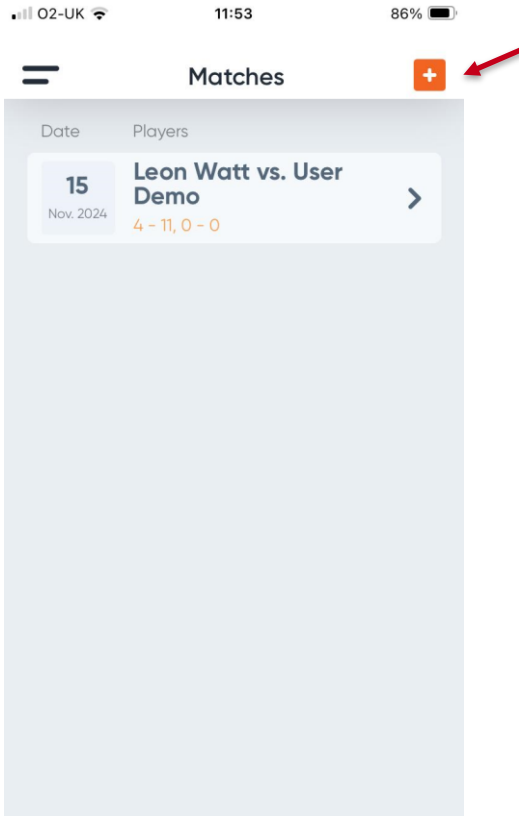 O2-UK 11:53 86%
Matches +
Date Players
15
Nov. 2024
Leon Watt vs. User
Demo
4 - 11, 0 - 0